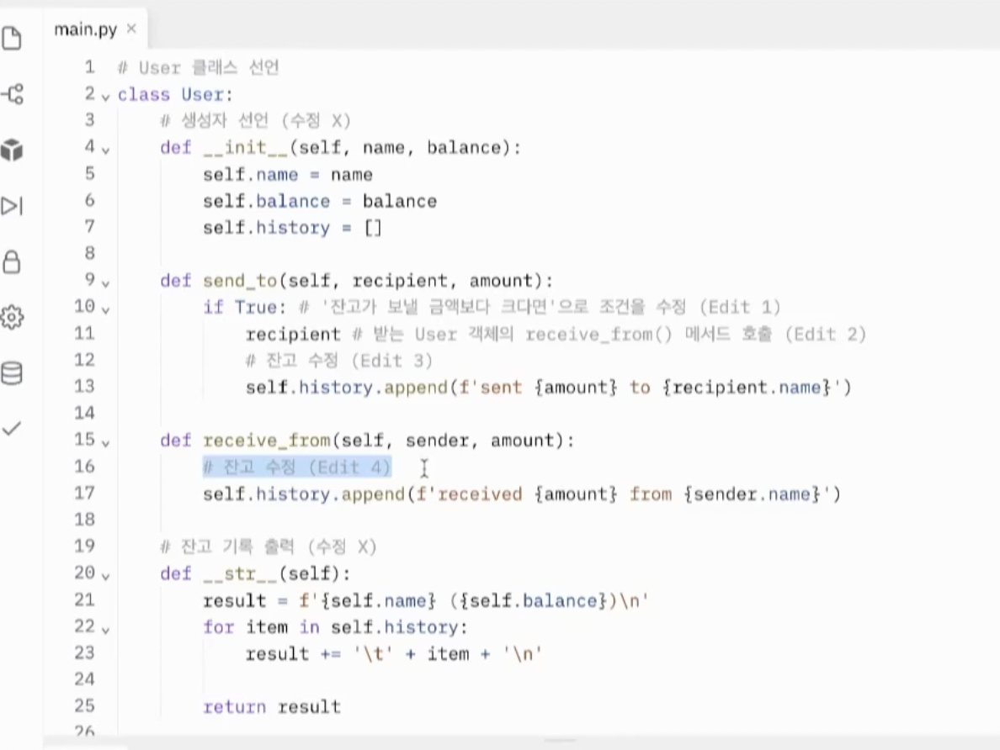 main.py ×
1 # User 클래스 선언
2 class User:
3 # 생성자 선언 (수정 X)
4 def __init__(self, name, balance):
5 self.name = name
6 self.balance = balance
7 self.history = []
8
9 def send_to(self, recipient, amount):
10 if True: # '잔고가 보낼 금액보다 크다면'으로 조건을 수정 (Edit 1)
11 recipient # 받는 User 객체의 receive_from() 메서드 호출 (Edit 2)
12 # 잔고 수정 (Edit 3)
13 self.history.append(f'sent {amount} to {recipient.name}')
14
15 def receive_from(self, sender, amount):
16 # 잔고 수정 (Edit 4)
17 self.history.append(f'received {amount} from {sender.name}')
18
19 # 잔고 기록 출력 (수정 X)
20 def __str__(self):
21 result = f'{self.name} ({self.balance})\n'
22 for item in self.history:
23 result += '\t' + item + '\n'
24
25 return result
26